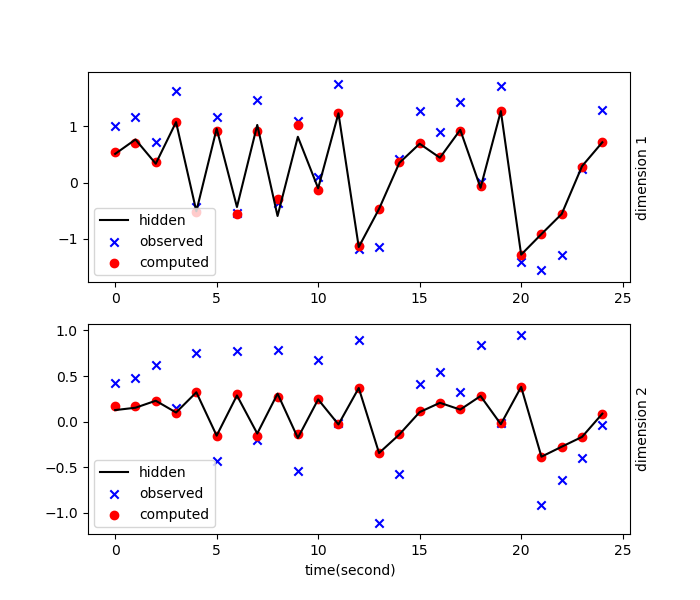 1
0
−1
hidden
observed
computed
0 5 10 15 20 25
dimension 1
1.0
0.5
0.0
−0.5
−1.0
hidden
observed
computed
0 5 10 15 20 25
time(second)
dimension 2